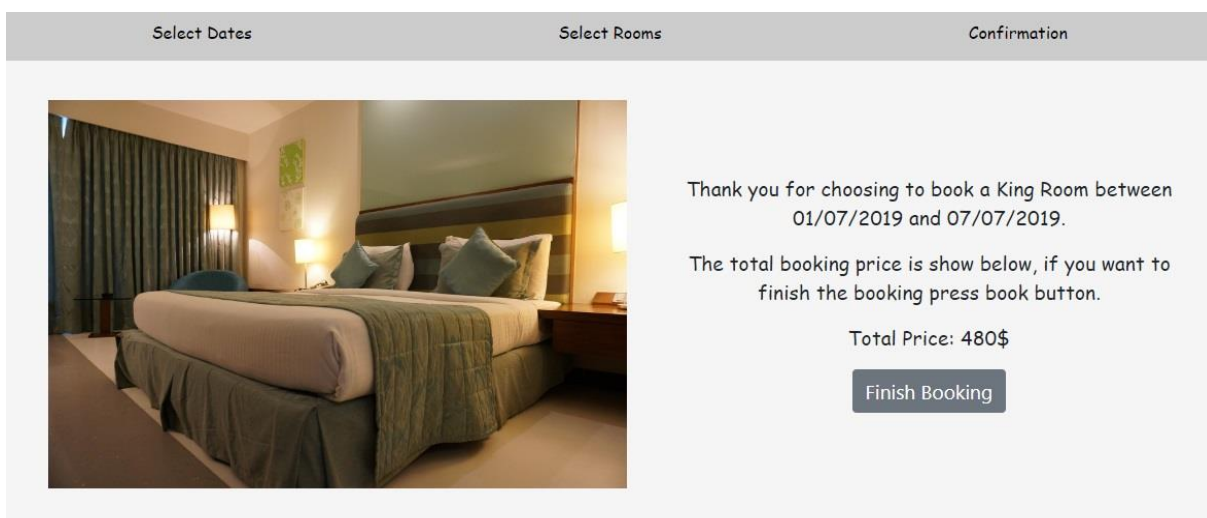 Select Dates
Select Rooms
Confirmation
Thank you for choosing to book a King Room between
01/07/2019 and 07/07/2019.
The total booking price is show below, if you want to
finish the booking press book button.
Total Price: 480$
Finish Booking